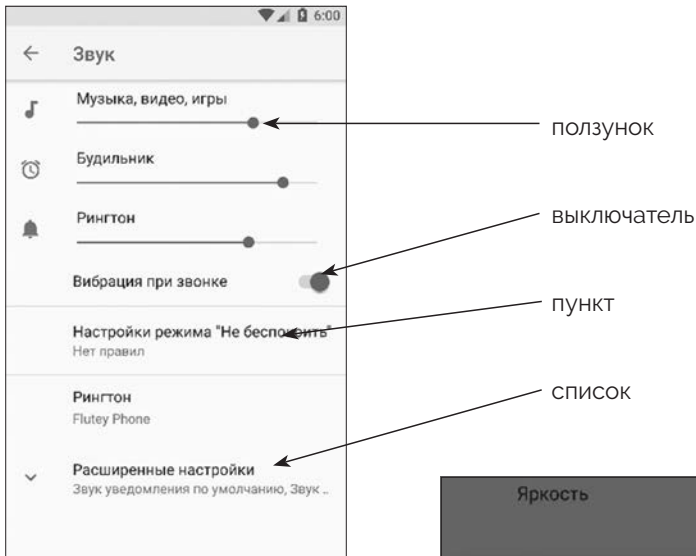 6:00
Звук
Музыка, видео, игры
ползунок
Будильник
выключатель
Рингтон
Вибрация при звонке
пункт
Настройки режима "Не беспокоить"
Нет правил
список
Рингтон
Flutey Phone
Расширенные настройки
Звук уведомления по умолчанию, Звук ..
Яркость